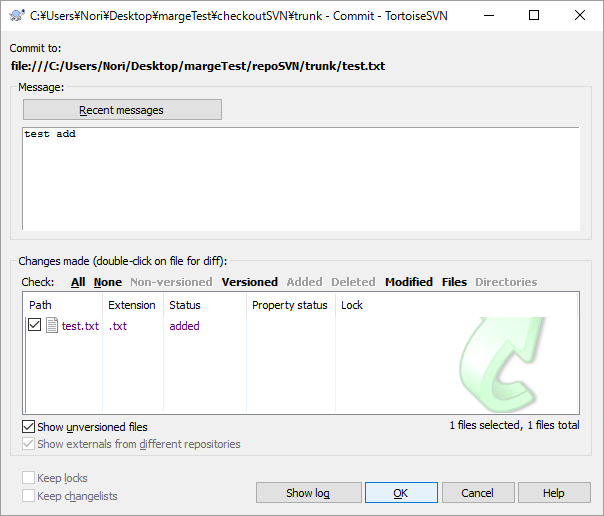 C:¥Users¥Nori¥Desktop¥margeTest¥checkoutSVN¥trunk - Commit - TortoiseSVN
Commit to:
file:///C:/Users/Nori/Desktop/margeTest/repoSVN/trunk/test.txt
Message:
Recent messages
test add
Changes made (double-click on file for diff):
Check: All None Non-versioned Versioned Added Deleted Modified Files Directories
Path Extension Status Property status Lock
test.txt .txt added
Show unversioned files
1 files selected, 1 files total
Show externals from different repositories
Keep locks
Keep changelists
Show log OK Cancel Help